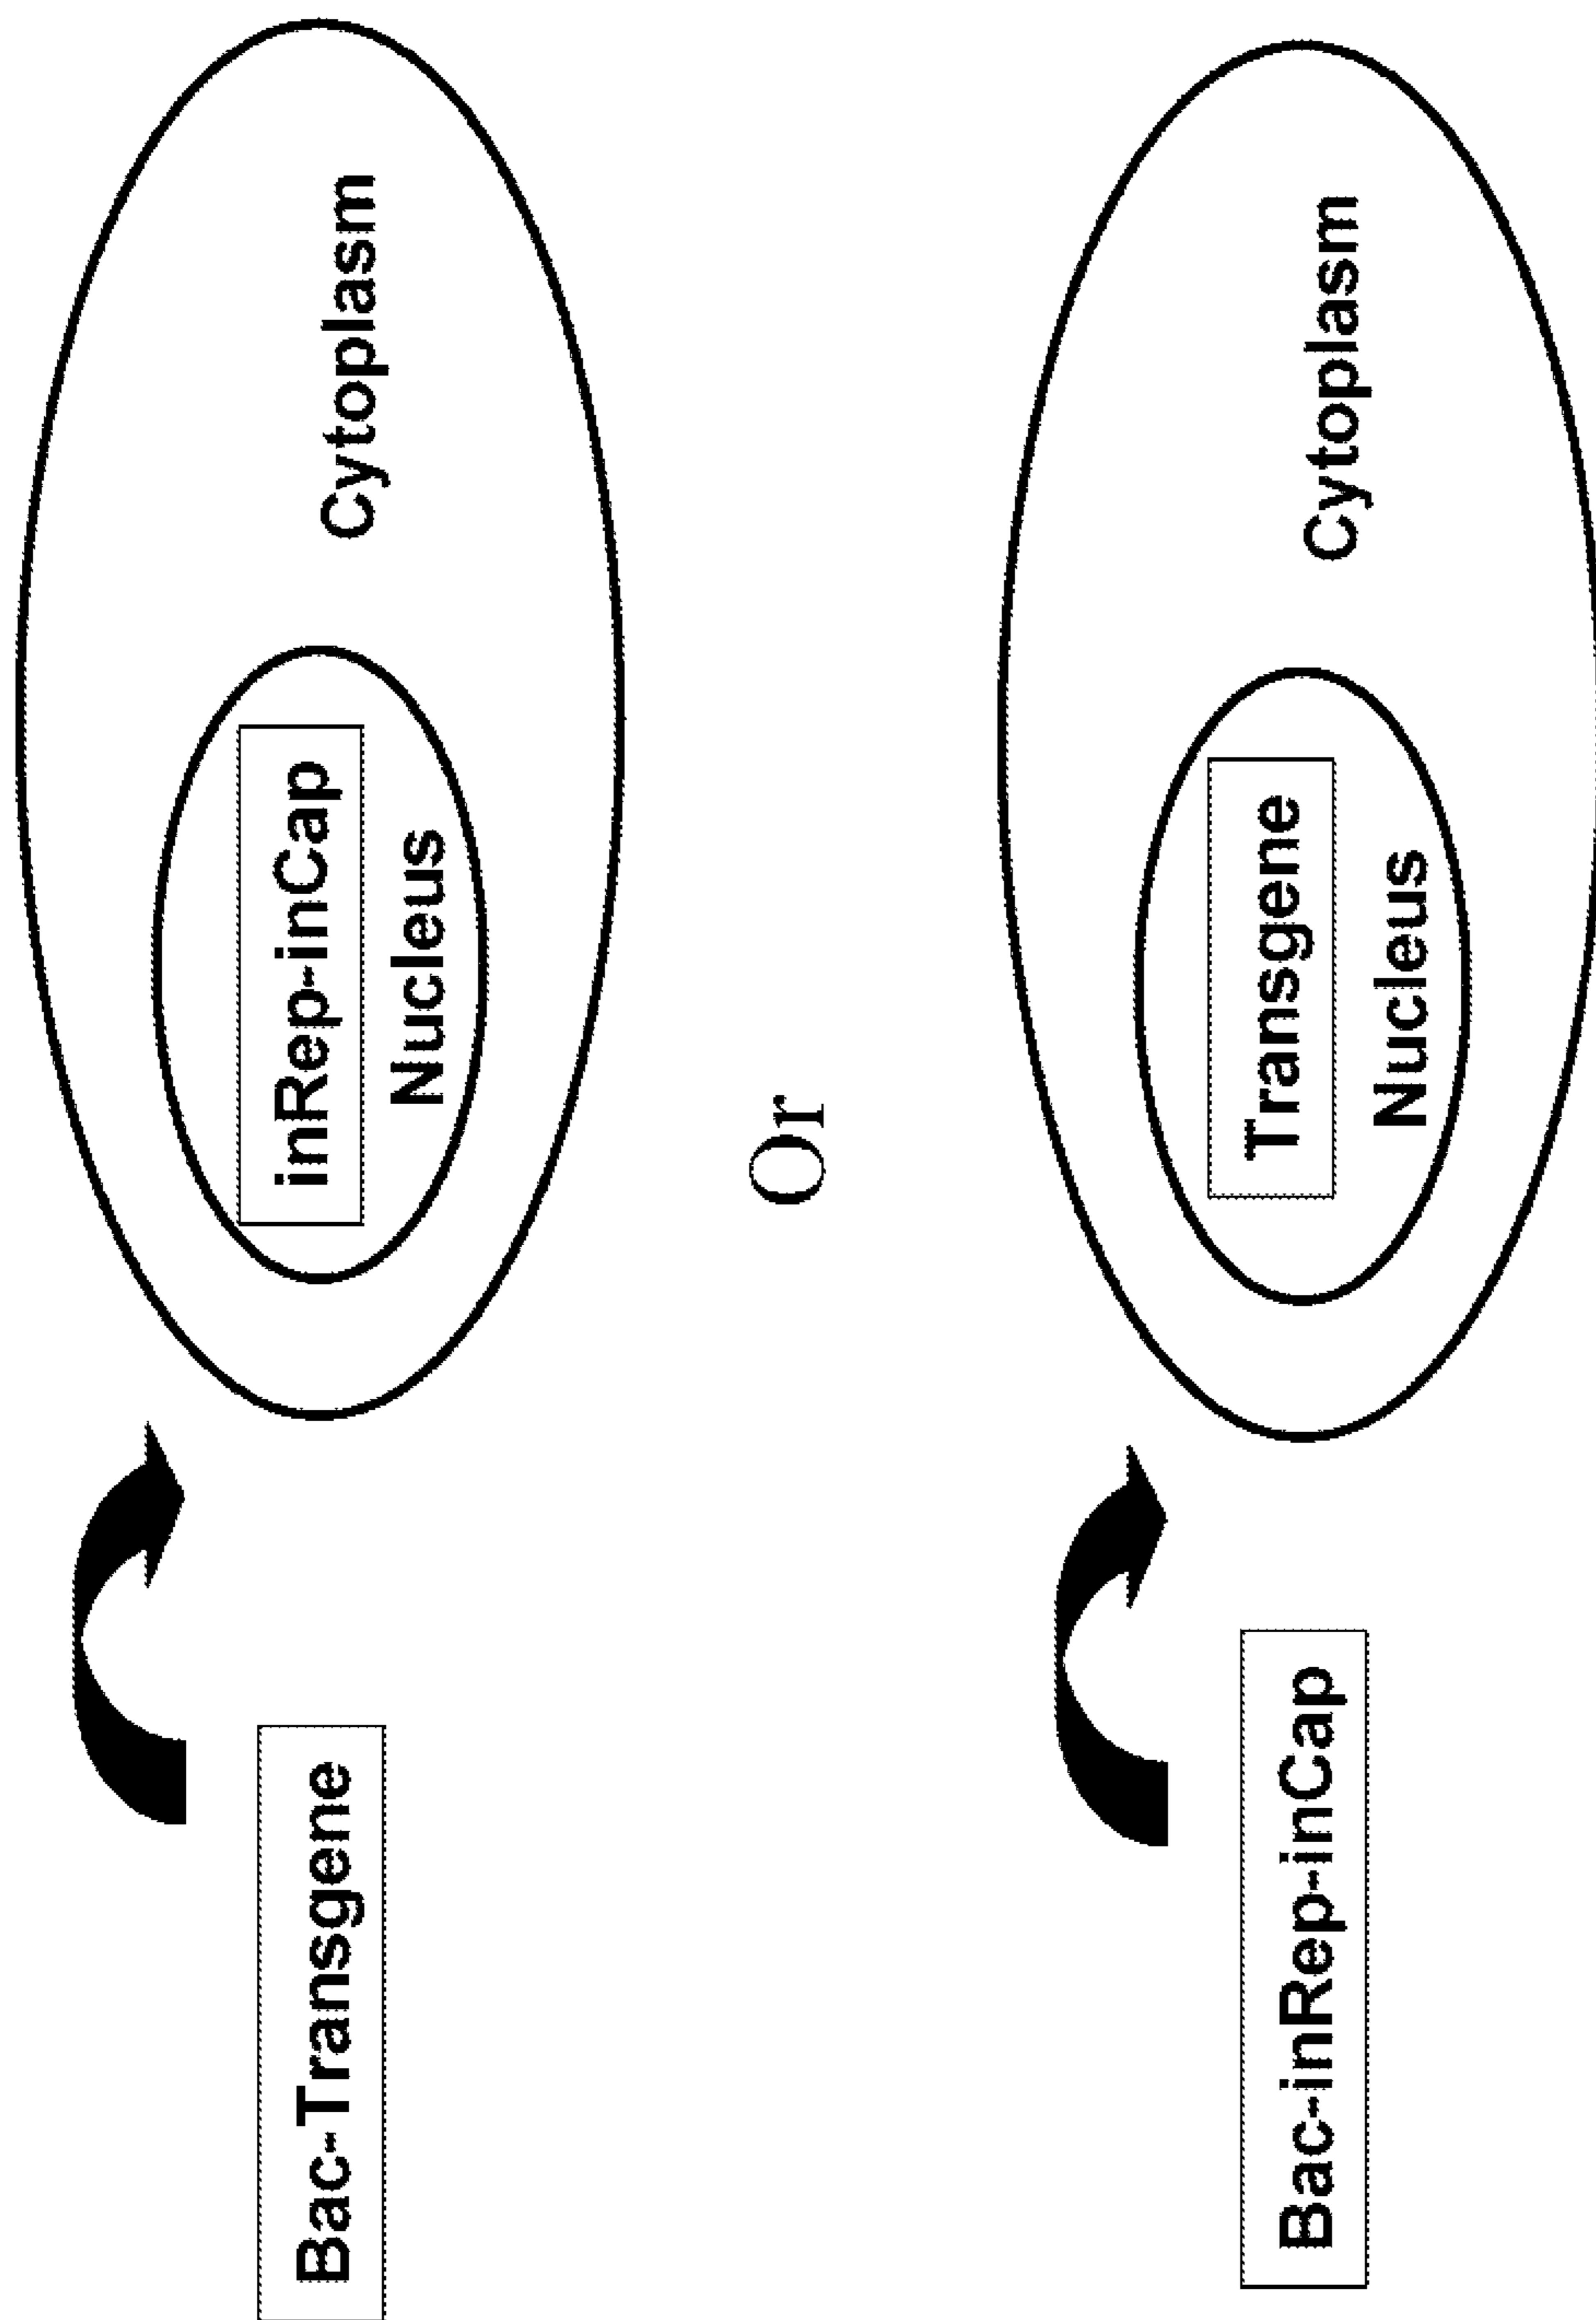 Bac-Transgene
inRep-inCap
Nucleus
Cytoplasm
Or
Bac-inRep-inCap
Transgene
Nucleus
Cytoplasm